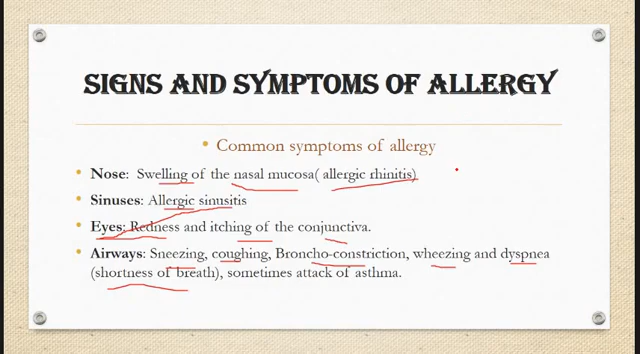 SIGNS AND SYMPTOMS OF ALLERGY
• Common symptoms of allergy
• Nose: Swelling of the nasal mucosa( allergic rhinitis)
• Sinuses: Allergic sinusitis
• Eyes: Redness and itching of the conjunctiva.
• Airways: Sneezing, coughing, Broncho-constriction, wheezing and dyspnea
(shortness of breath), sometimes attack of asthma.